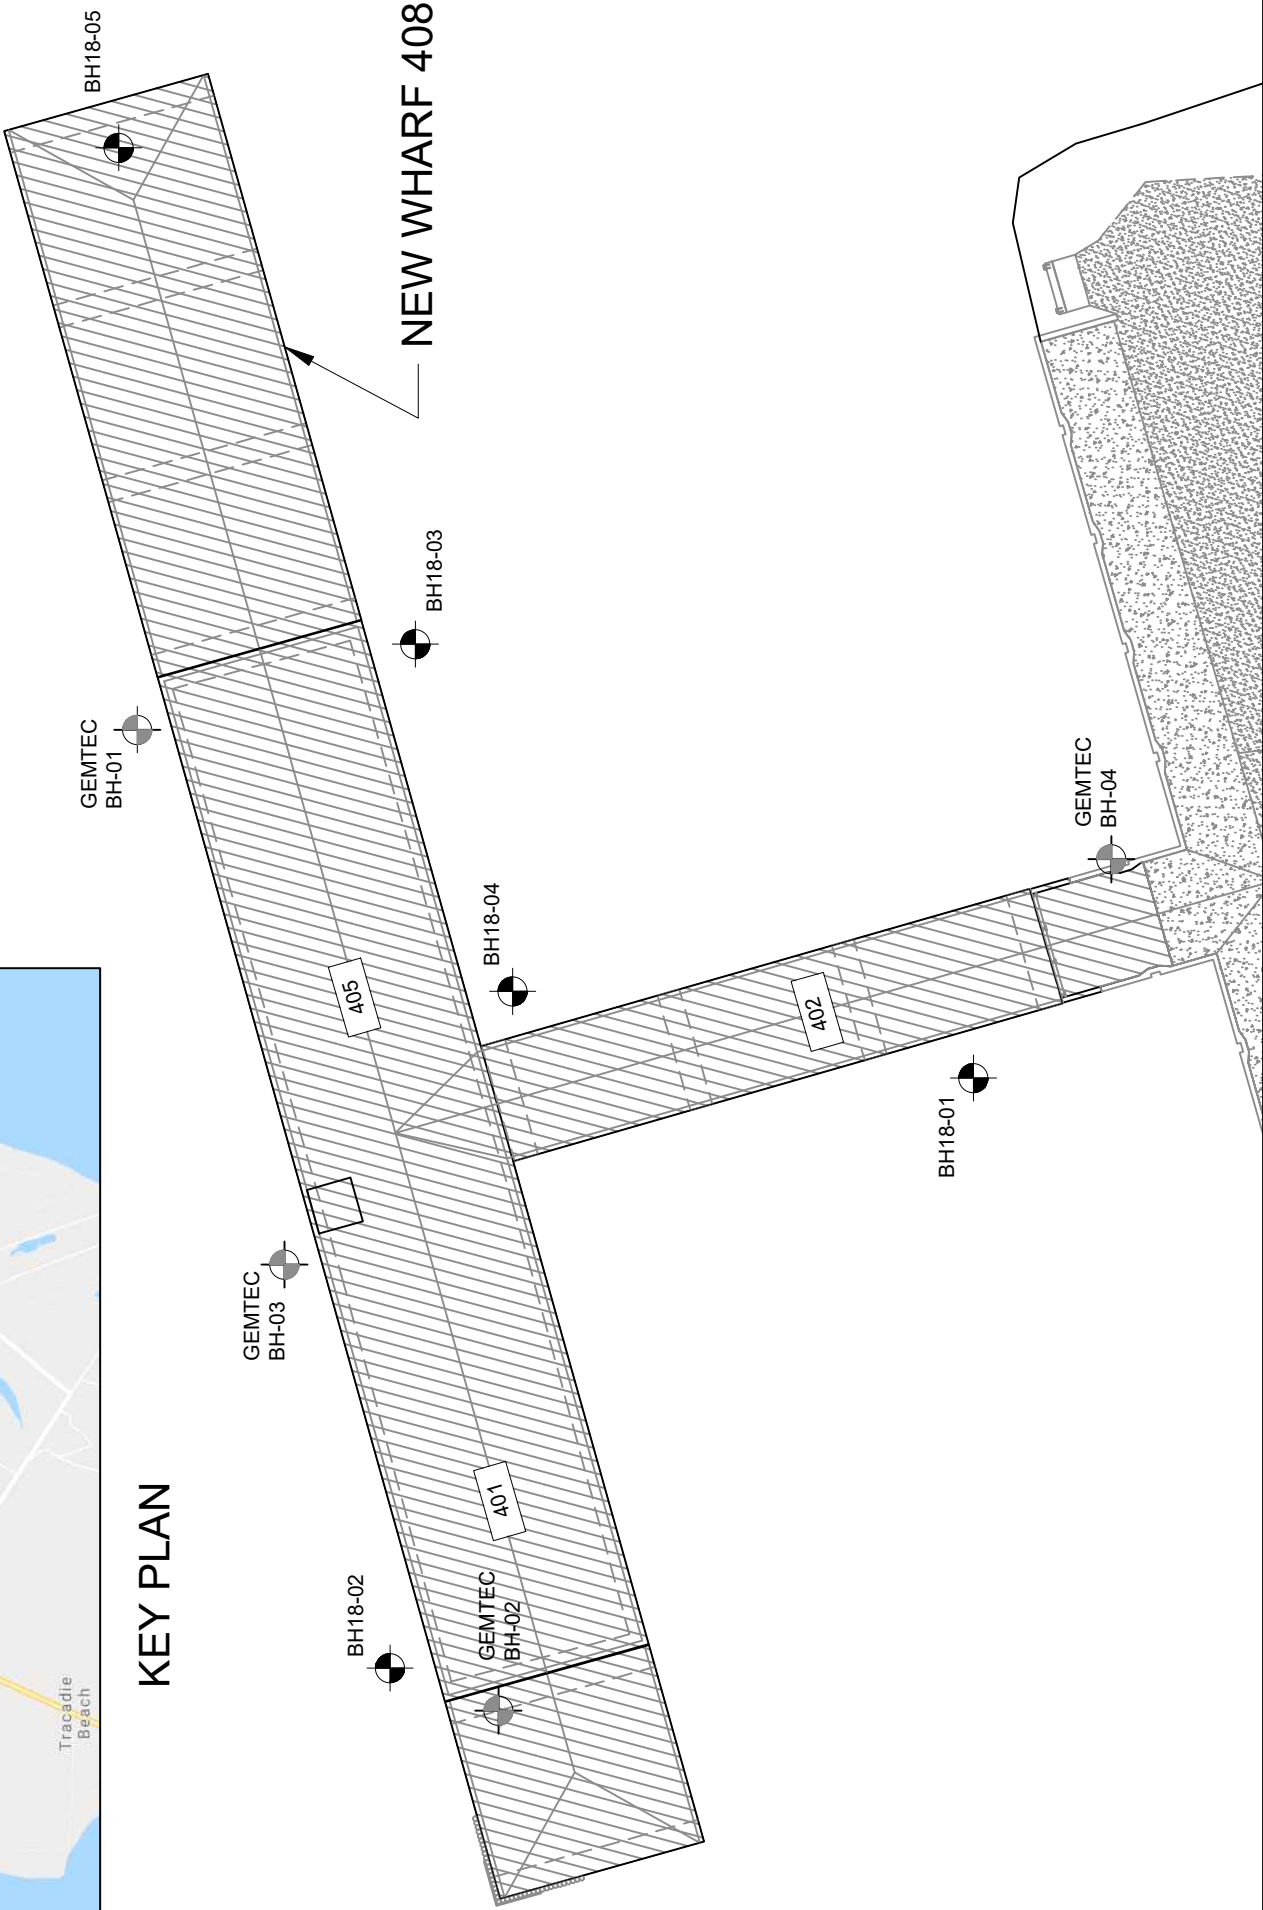 BH18-05
NEW WHARF 408
BH18-03
GEMTEC
BH-01
GEMTEC
BH-04
BH18-04
405
402
BH18-01
GEMTEC
BH-03
401
BH18-02
GEMTEC
BH-02
KEY PLAN
Tracadie
Beach